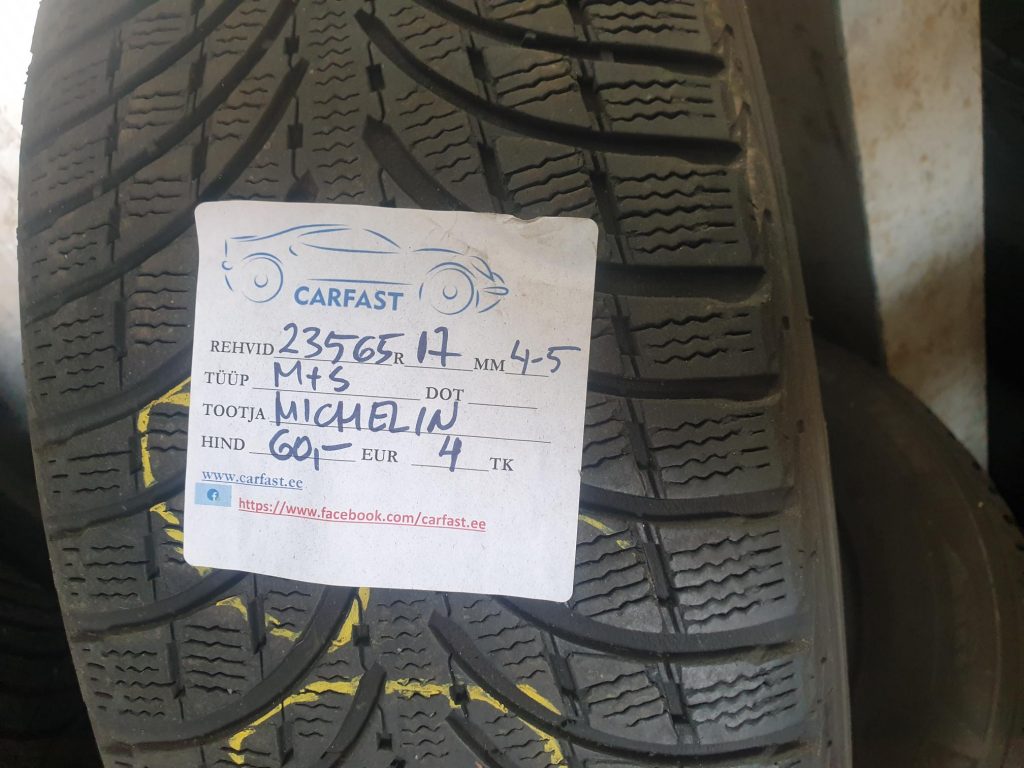 CARFAST
REHVID 23565 R 17 MM 4-5
TÜÜP M+S DOT
TOOTJA MICHELIN
HIND 60,- EUR 4 TK
www.carfast.ee
https://www.facebook.com/carfast.ee